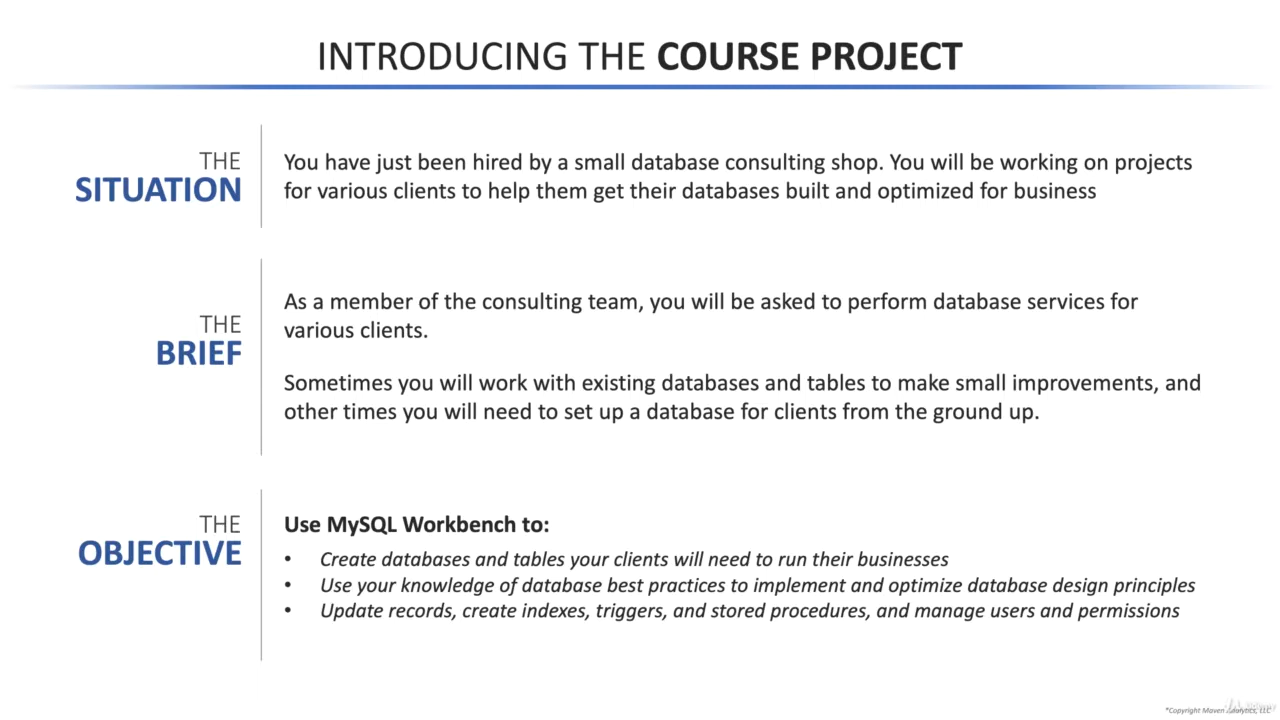 INTRODUCING THE COURSE PROJECT
THE
SITUATION
You have just been hired by a small database consulting shop. You will be working on projects
for various clients to help them get their databases built and optimized for business
THE
BRIEF
As a member of the consulting team, you will be asked to perform database services for
various clients.
Sometimes you will work with existing databases and tables to make small improvements, and
other times you will need to set up a database for clients from the ground up.
THE
OBJECTIVE
Use MySQL Workbench to:
• Create databases and tables your clients will need to run their businesses
• Use your knowledge of database best practices to implement and optimize database design principles
• Update records, create indexes, triggers, and stored procedures, and manage users and permissions
*Copyright Maven Analytics, LLC